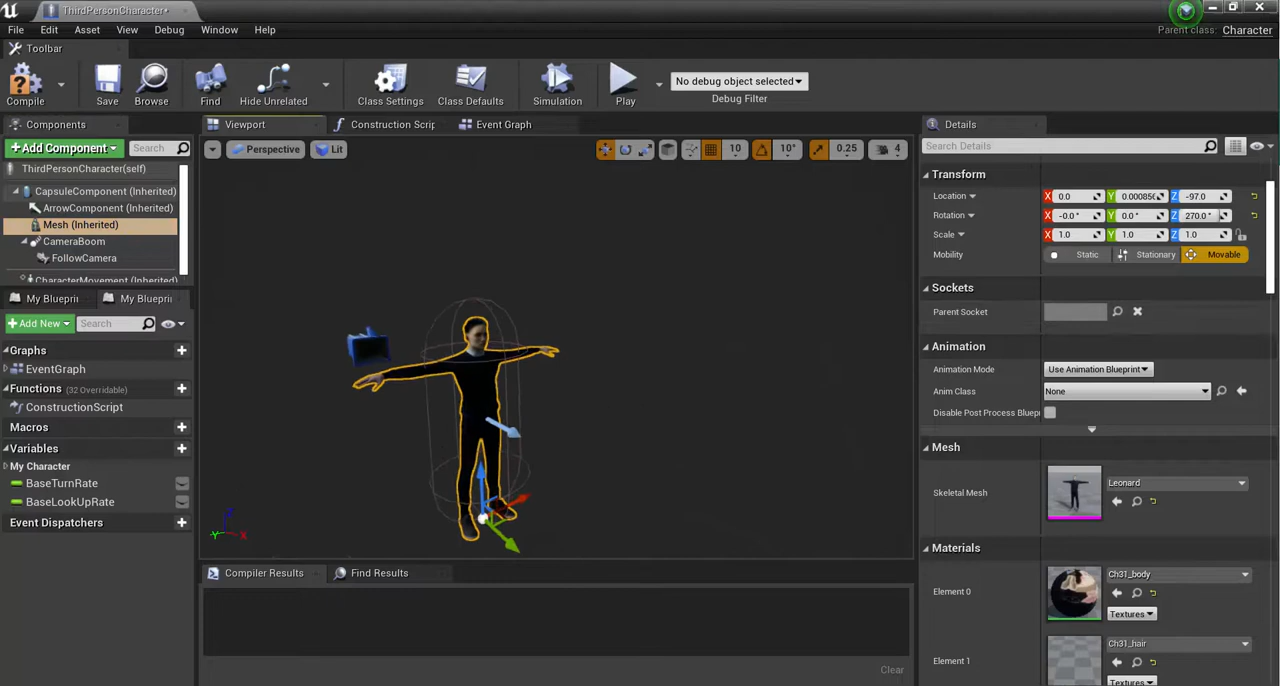 ThirdPersonCharacter*
File Edit Asset View Debug Window Help
Parent class: Character
Toolbar
Compile Save Browse Find Hide Unrelated Class Settings Class Defaults Simulation Play
No debug object selected
Debug Filter
Components
Add Component Search
ThirdPersonCharacter(self)
CapsuleComponent (Inherited)
ArrowComponent (Inherited)
Mesh (Inherited)
CameraBoom
FollowCamera
CharacterMovement (Inherited)
My Bluepri My Bluepri
Add New Search
Graphs
EventGraph
Functions (32 Overridable)
ConstructionScript
Macros
Variables
My Character
BaseTurnRate
BaseLookUpRate
Event Dispatchers
Viewport Construction Scrip Event Graph
Perspective Lit 10 10° 0.25 4
Z
Y X
Compiler Results Find Results
Clear
Details
Search Details
Transform
Location X 0.0 Y 0.00085 Z -97.0
Rotation X -0.0° Y 0.0° Z 270.0°
Scale X 1.0 Y 1.0 Z 1.0
Mobility Static Stationary Movable
Sockets
Parent Socket
Animation
Animation Mode Use Animation Blueprint
Anim Class None
Disable Post Process Bluepr
Mesh
Skeletal Mesh Leonard
Materials
Element 0 Ch31_body
Textures
Element 1 Ch31_hair
Textures